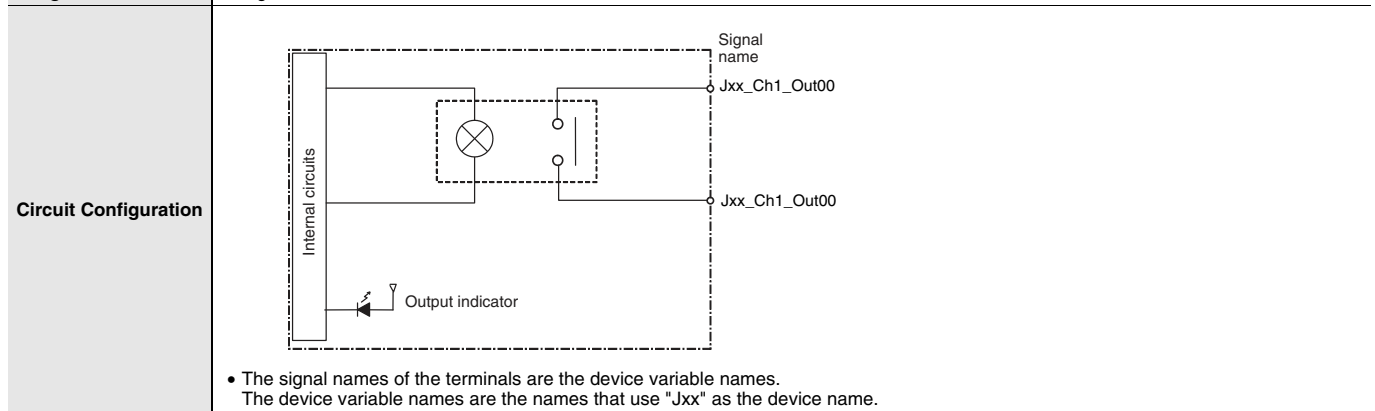 Circuit Configuration
Signal
name
Jxx_Ch1_Out00
Internal circuits
Jxx_Ch1_Out00
Output indicator
• The signal names of the terminals are the device variable names.
The device variable names are the names that use "Jxx" as the device name.